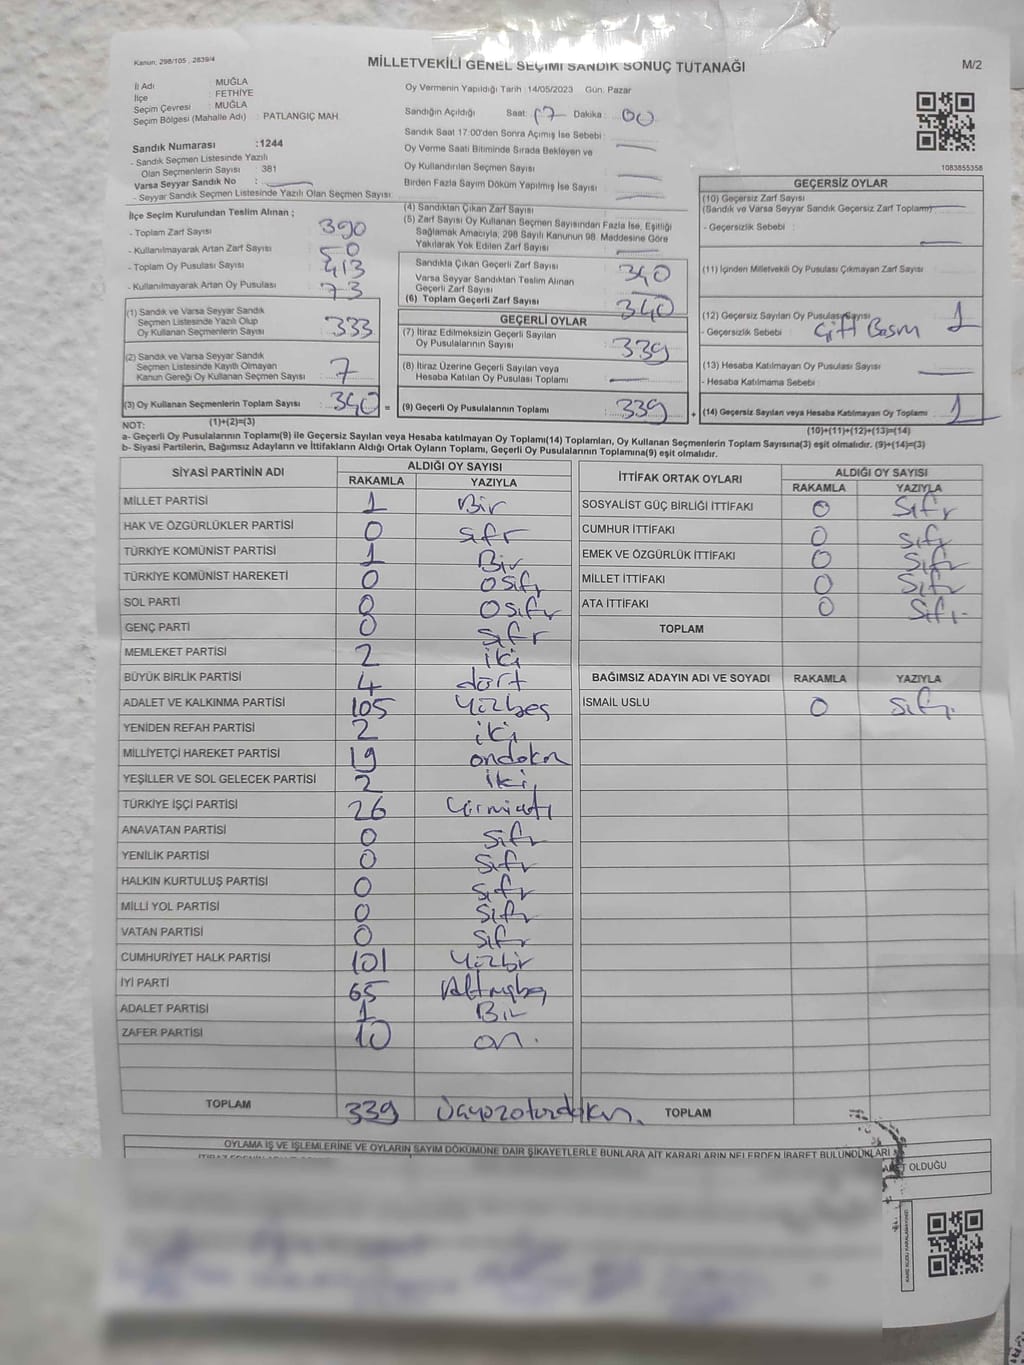 Kanun, 298/105 , 2839/4
MİLLETVEKİLİ GENEL SEÇİMİ SANDIK SONUÇ TUTANAĞI
M/2
İl Adı : MUĞLA
İlçe : FETHİYE
Seçim Çevresi : MUĞLA
Seçim Bölgesi (Mahalle Adı) : PATLANGIÇ MAH.
Sandık Numarası : 1244
- Sandık Seçmen Listesinde Yazılı
Olan Seçmenlerin Sayısı : 381
Varsa Seyyar Sandık No :
- Seyyar Sandık Seçmen Listesinde Yazılı Olan Seçmen Sayısı:
İlçe Seçim Kurulundan Teslim Alınan ;
- Toplam Zarf Sayısı : 390
- Kullanılmayarak Artan Zarf Sayısı : 50
- Toplam Oy Pusulası Sayısı : 413
- Kullanılmayarak Artan Oy Pusulası : 73
(1) Sandık ve Varsa Seyyar Sandık
Seçmen Listesinde Yazılı Olup
Oy Kullanan Seçmenlerin Sayısı : 333
(2) Sandık ve Varsa Seyyar Sandık
Seçmen Listesinde Kayıtlı Olmayan
Kanun Gereği Oy Kullanan Seçmen Sayısı : 7
(3) Oy Kullanan Seçmenlerin Toplam Sayısı : 340 =
(1)+(2)=(3)
Oy Vermenin Yapıldığı Tarih :14/05/2023 Gün: Pazar
Sandığın Açıldığı Saat: 17 Dakika : 00
Sandık Saat 17:00'den Sonra Açımış İse Sebebi :
Oy Verme Saati Bitiminde Sırada Bekleyen ve
Oy Kullandırılan Seçmen Sayısı :
Birden Fazla Sayım Döküm Yapılmış İse Sayısı :
(4) Sandıktan Çıkan Zarf Sayısı :
(5) Zarf Sayısı Oy Kullanan Seçmen Sayısından Fazla İse, Eşitliği
Sağlamak Amacıyla; 298 Sayılı Kanunun 98. Maddesine Göre
Yakılarak Yok Edilen Zarf Sayısı :
Sandıkta Çıkan Geçerli Zarf Sayısı : 340
Varsa Seyyar Sandıktan Teslim Alınan
Geçerli Zarf Sayısı :
(6) Toplam Geçerli Zarf Sayısı : 340
GEÇERLİ OYLAR
(7) İtiraz Edilmeksizin Geçerli Sayılan
Oy Pusulalarının Sayısı : 339
(8) İtiraz Üzerine Geçerli Sayılan veya
Hesaba Katılan Oy Pusulası Toplamı :
(9) Geçerli Oy Pusulalarının Toplamı : 339 +
1083855358
GEÇERSİZ OYLAR
(10) Geçersiz Zarf Sayısı
(Sandık ve Varsa Seyyar Sandık Geçersiz Zarf Toplamı)
- Geçersizlik Sebebi :
(11) İçinden Milletvekili Oy Pusulası Çıkmayan Zarf Sayısı :
(12) Geçersiz Sayılan Oy Pusulası Sayısı : 1
- Geçersizlik Sebebi : Çift Basım
(13) Hesaba Katılmayan Oy Pusulası Sayısı :
- Hesaba Katılmama Sebebi :
(14) Geçersiz Sayılan veya Hesaba Katılmayan Oy Toplamı : 1
(10)+(11)+(12)+(13)=(14)
NOT:
a- Geçerli Oy Pusulalarının Toplamı(9) ile Geçersiz Sayılan veya Hesaba katılmayan Oy Toplamı(14) Toplamları, Oy Kullanan Seçmenlerin Toplam Sayısına(3) eşit olmalıdır. (9)+(14)=(3)
b- Siyasi Partilerin, Bağımsız Adayların ve İttifakların Aldığı Ortak Oyların Toplamı, Geçerli Oy Pusulalarının Toplamına(9) eşit olmalıdır.
SİYASİ PARTİNİN ADI ALDIĞI OY SAYISI
RAKAMLA YAZIYLA
MİLLET PARTİSİ 1 Bir
HAK VE ÖZGÜRLÜKLER PARTİSİ 0 sıfr
TÜRKİYE KOMÜNİST PARTİSİ 1 Bir
TÜRKİYE KOMÜNİST HAREKETİ 0 0 sıfr
SOL PARTİ 0 0 sıfr
GENÇ PARTİ 0 sıfr
MEMLEKET PARTİSİ 2 iki
BÜYÜK BİRLİK PARTİSİ 4 dört
ADALET VE KALKINMA PARTİSİ 105 Yüzbeş
YENİDEN REFAH PARTİSİ 2 iki
MİLLİYETÇİ HAREKET PARTİSİ 19 ondokuz
YEŞİLLER VE SOL GELECEK PARTİSİ 2 iki
TÜRKİYE İŞÇİ PARTİSİ 26 Yirmialtı
ANAVATAN PARTİSİ 0 Sıfr
YENİLİK PARTİSİ 0 Sıfr
HALKIN KURTULUŞ PARTİSİ 0 Sıfr
MİLLİ YOL PARTİSİ 0 Sıfr
VATAN PARTİSİ 0 Sıfr
CUMHURİYET HALK PARTİSİ 101 Yüzbir
İYİ PARTİ 65 Altmışbeş
ADALET PARTİSİ 1 Bir
ZAFER PARTİSİ 10 on.
TOPLAM 339 üçyüzotuzdokuz.
İTTİFAK ORTAK OYLARI ALDIĞI OY SAYISI
RAKAMLA YAZIYLA
SOSYALİST GÜÇ BİRLİĞİ İTTİFAKI 0 Sıfr
CUMHUR İTTİFAKI 0 Sıfr
EMEK VE ÖZGÜRLÜK İTTİFAKI 0 Sıfr
MİLLET İTTİFAKI 0 Sıfr
ATA İTTİFAKI 0 Sıfr
TOPLAM
BAĞIMSIZ ADAYIN ADI VE SOYADI RAKAMLA YAZIYLA
İSMAİL USLU 0 Sıfr
TOPLAM
OYLAMA İŞ VE İŞLEMLERİNE VE OYLARIN SAYIM DÖKÜMÜNE DAİR ŞİKAYETLERLE BUNLARA AİT KARARLARIN NELERDEN İBARET BULUNDUKLARI
OLDUĞU